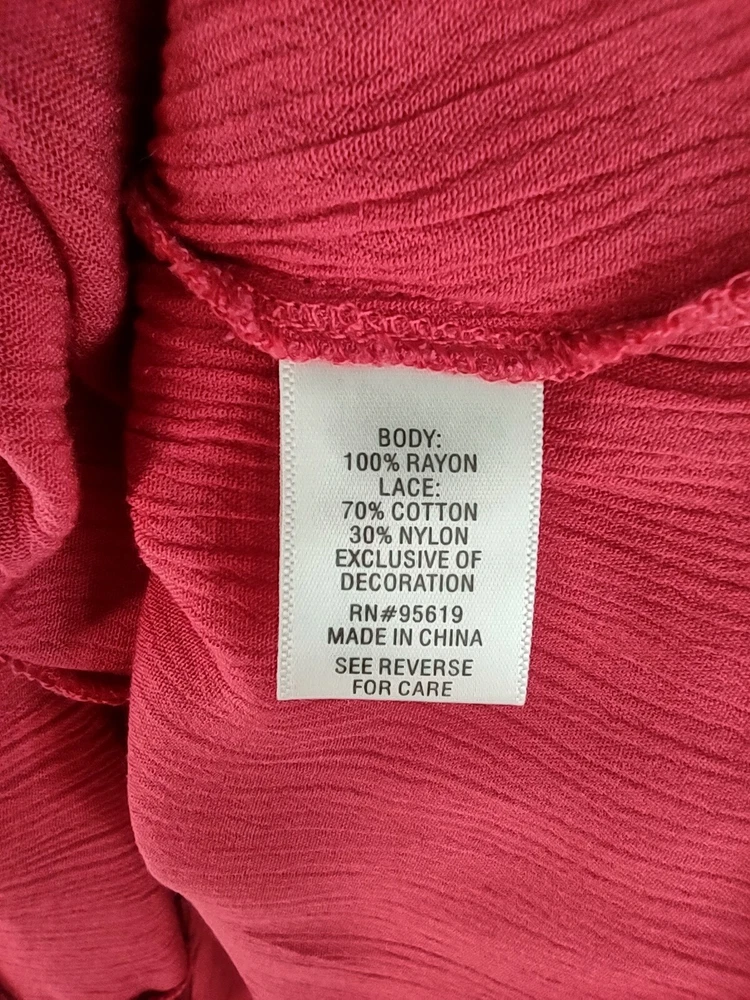 BODY:
100% RAYON
LACE:
70% COTTON
30% NYLON
EXCLUSIVE OF
DECORATION
RN#95619
MADE IN CHINA
SEE REVERSE
FOR CARE